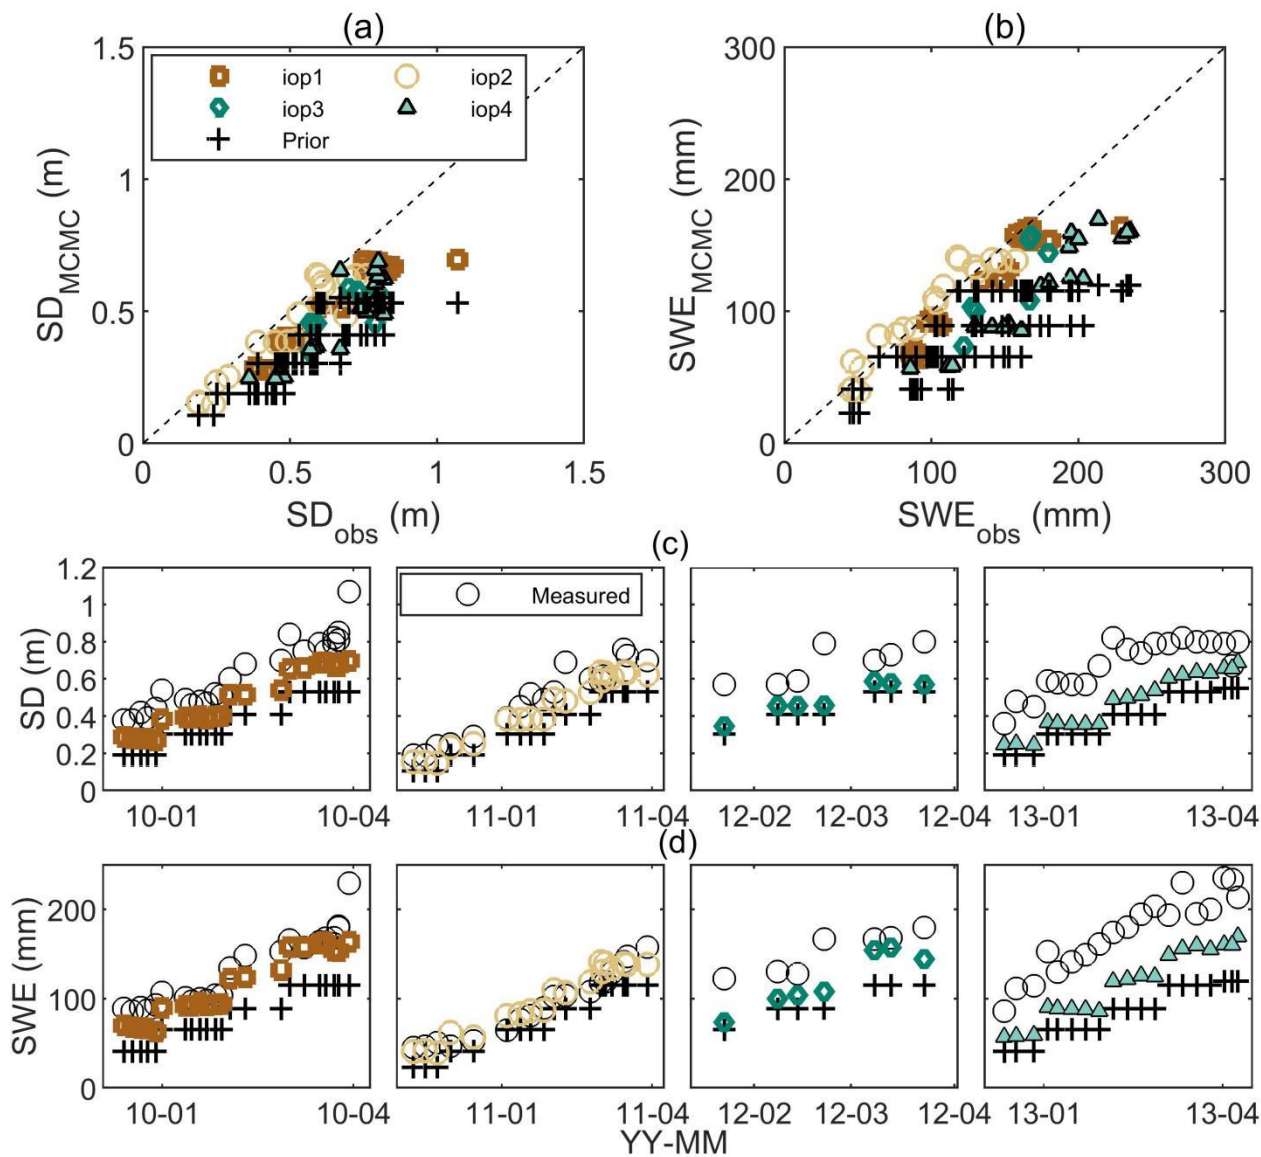 (a) (b)
1.5 300
iop1 iop2
iop3 iop4
Prior
SD_MCMC (m) SWE_MCMC (mm)
1 200
0.5 100
0 0
0 0.5 1 1.5 0 100 200 300
SD_obs (m) SWE_obs (mm)
(c)
1.2
Measured
1
0.8
SD (m)
0.6
0.4
0.2
0
10-01 10-04 11-01 11-04 12-02 12-03 12-04 13-01 13-04
(d)
200
SWE (mm)
100
0
10-01 10-04 11-01 11-04 12-02 12-03 12-04 13-01 13-04
YY-MM